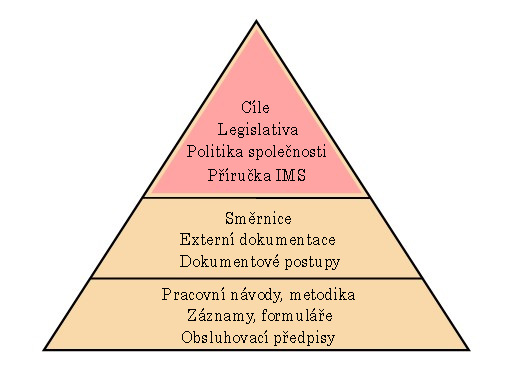 Cíle
Legislativa
Politika společnosti
Příručka IMS
Směrnice
Externí dokumentace
Dokumentové postupy
Pracovní návody, metodika
Záznamy, formuláře
Obsluhovací předpisy